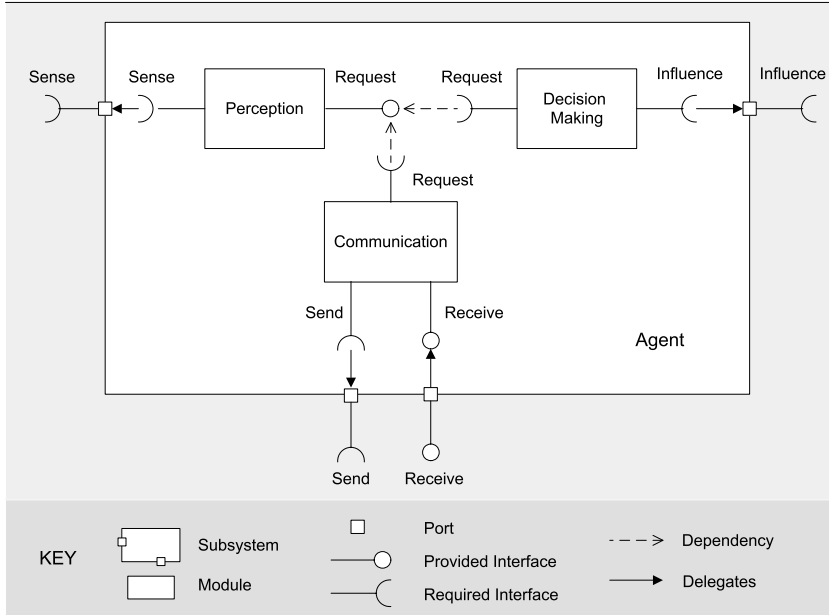 Sense
Sense
Request
Request
Influence
Influence
Perception
Decision
Making
Request
Communication
Send
Receive
Agent
Send
Receive
KEY
Subsystem
Module
Port
Provided Interface
Required Interface
Dependency
Delegates